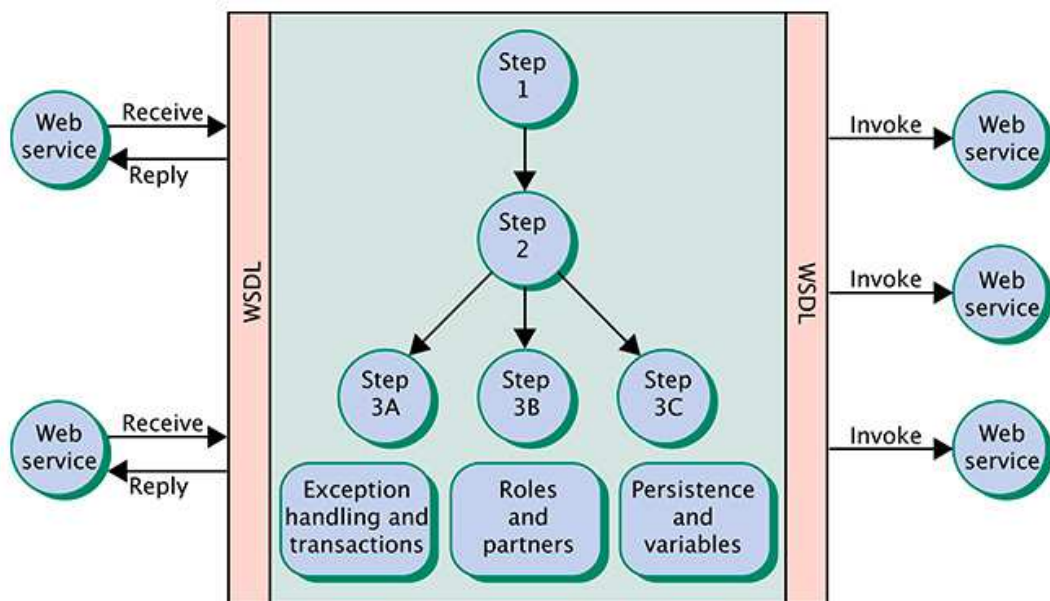 Step
1
Web
service
Receive
Reply
Invoke
Web
service
Step
2
WSDL
WSDL
Invoke
Web
service
Step
3A
Step
3B
Step
3C
Web
service
Receive
Reply
Invoke
Web
service
Exception
handling and
transactions
Roles
and
partners
Persistence
and
variables